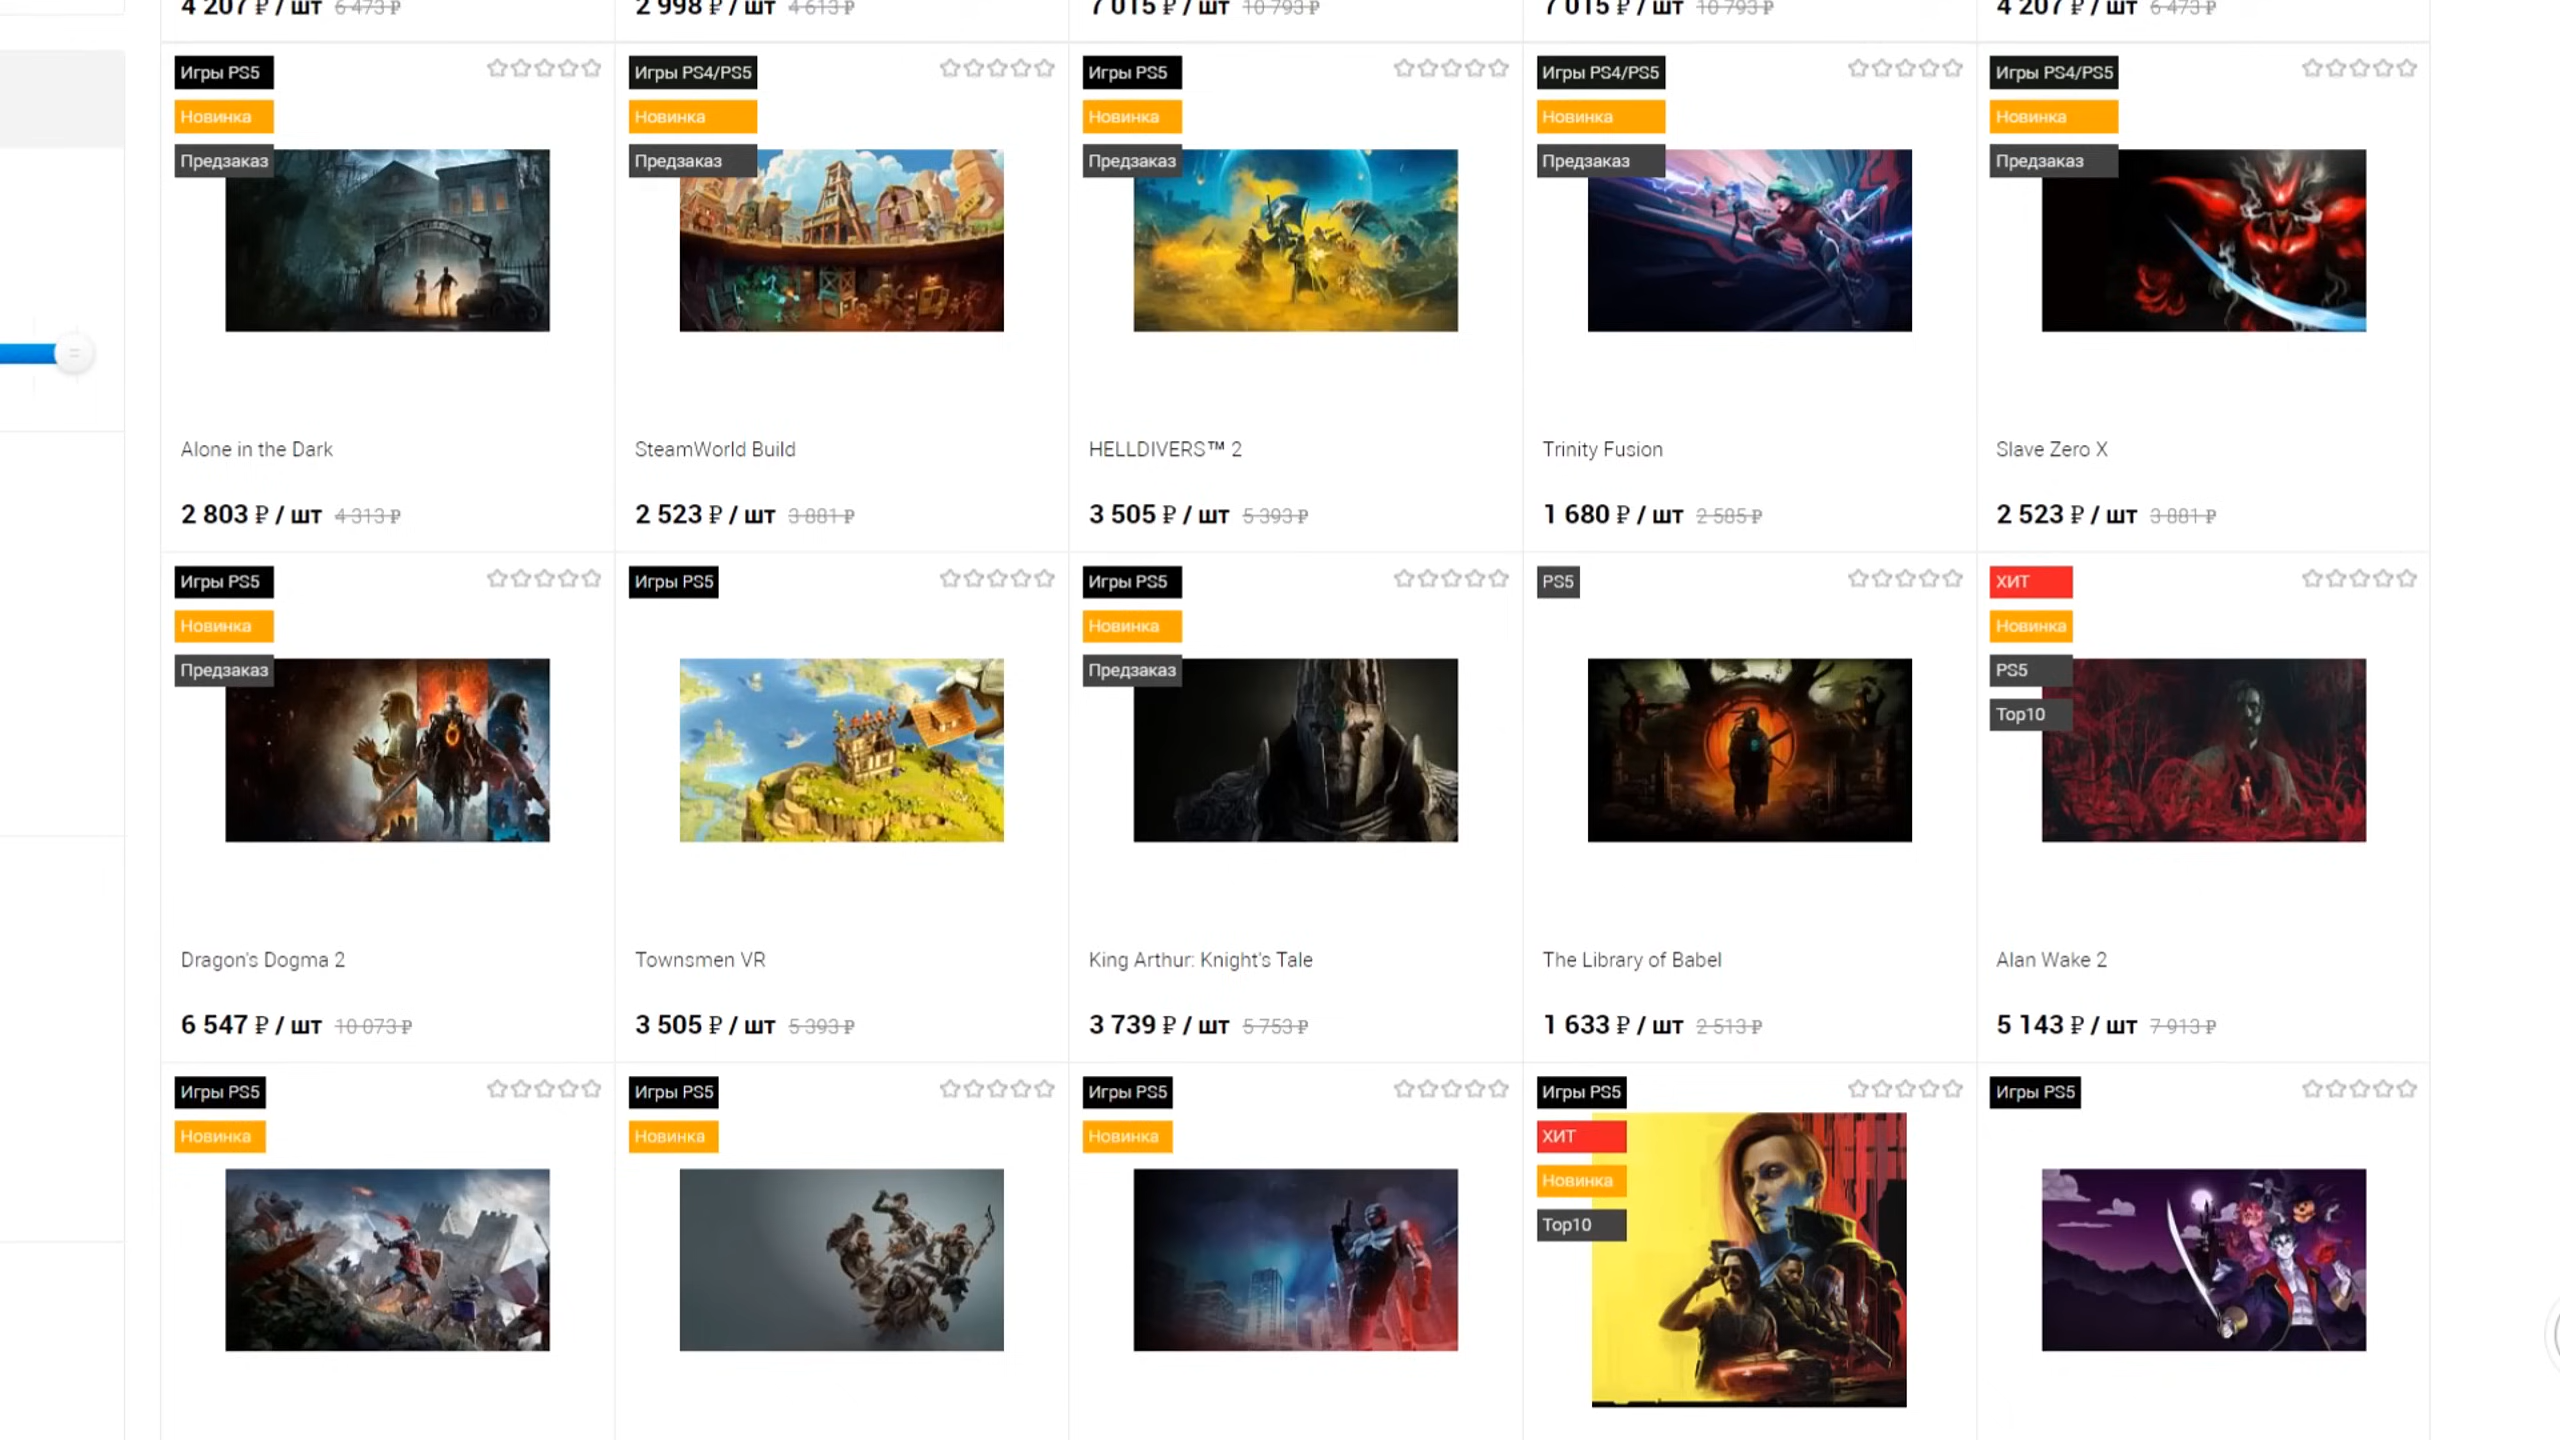 4 207 ₽ / шт 6 473 ₽
2 998 ₽ / шт 4 613 ₽
7 015 ₽ / шт 10 793 ₽
7 015 ₽ / шт 10 793 ₽
4 207 ₽ / шт 6 473 ₽
Игры PS5
Новинка
Предзаказ
Alone in the Dark
2 803 ₽ / шт 4 313 ₽
Игры PS4/PS5
Новинка
Предзаказ
SteamWorld Build
2 523 ₽ / шт 3 881 ₽
Игры PS5
Новинка
Предзаказ
HELLDIVERS™ 2
3 505 ₽ / шт 5 393 ₽
Игры PS4/PS5
Новинка
Предзаказ
Trinity Fusion
1 680 ₽ / шт 2 585 ₽
Игры PS4/PS5
Новинка
Предзаказ
Slave Zero X
2 523 ₽ / шт 3 881 ₽
Игры PS5
Новинка
Предзаказ
Dragon's Dogma 2
6 547 ₽ / шт 10 073 ₽
Игры PS5
Townsmen VR
3 505 ₽ / шт 5 393 ₽
Игры PS5
Новинка
Предзаказ
King Arthur: Knight's Tale
3 739 ₽ / шт 5 753 ₽
PS5
The Library of Babel
1 633 ₽ / шт 2 513 ₽
ХИТ
Новинка
PS5
Top10
Alan Wake 2
5 143 ₽ / шт 7 913 ₽
Игры PS5
Новинка
Игры PS5
Новинка
Игры PS5
Новинка
Игры PS5
ХИТ
Новинка
Top10
Игры PS5